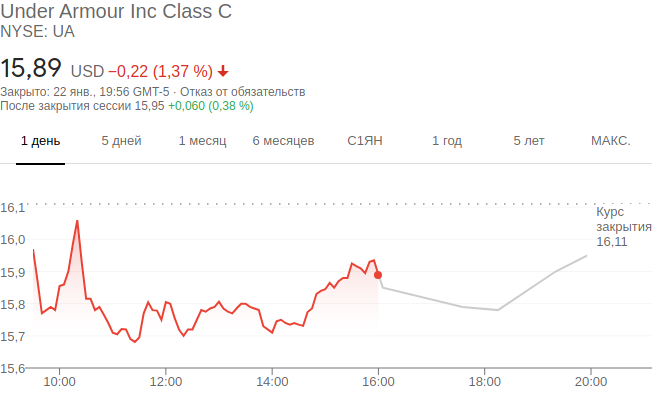 Under Armour Inc Class C
NYSE: UA
15,89 USD −0,22 (1,37 %)
Закрыто: 22 янв., 19:56 GMT-5 · Отказ от обязательств
После закрытия сессии 15,95 +0,060 (0,38 %)
1 день 5 дней 1 месяц 6 месяцев С1ЯН 1 год 5 лет МАКС.
16,1
16,0
15,9
15,8
15,7
15,6
Курс
закрытия
16,11
10:00 12:00 14:00 16:00 18:00 20:00